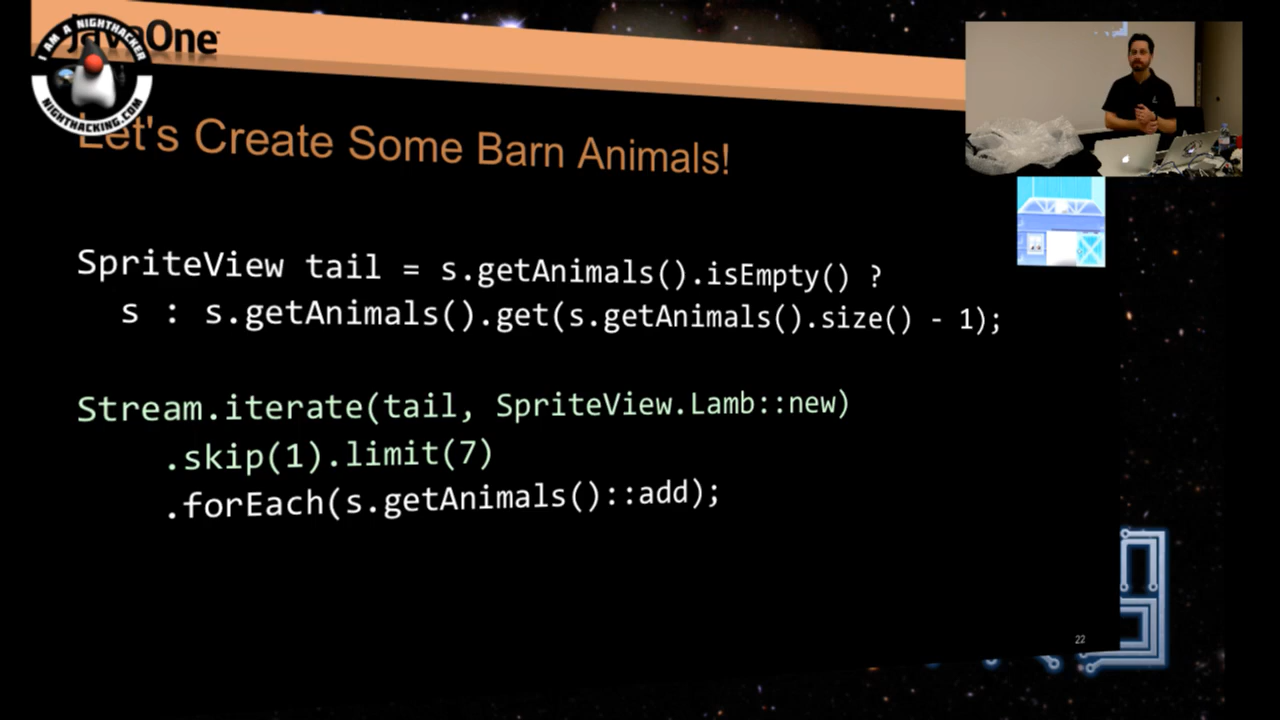 JavaOne
I AM A NIGHTHACKER
NIGHTHACKING.COM
Let's Create Some Barn Animals!
SpriteView tail = s.getAnimals().isEmpty() ?
s : s.getAnimals().get(s.getAnimals().size() - 1);
Stream.iterate(tail, SpriteView.Lamb::new)
.skip(1).limit(7)
.forEach(s.getAnimals()::add);
22